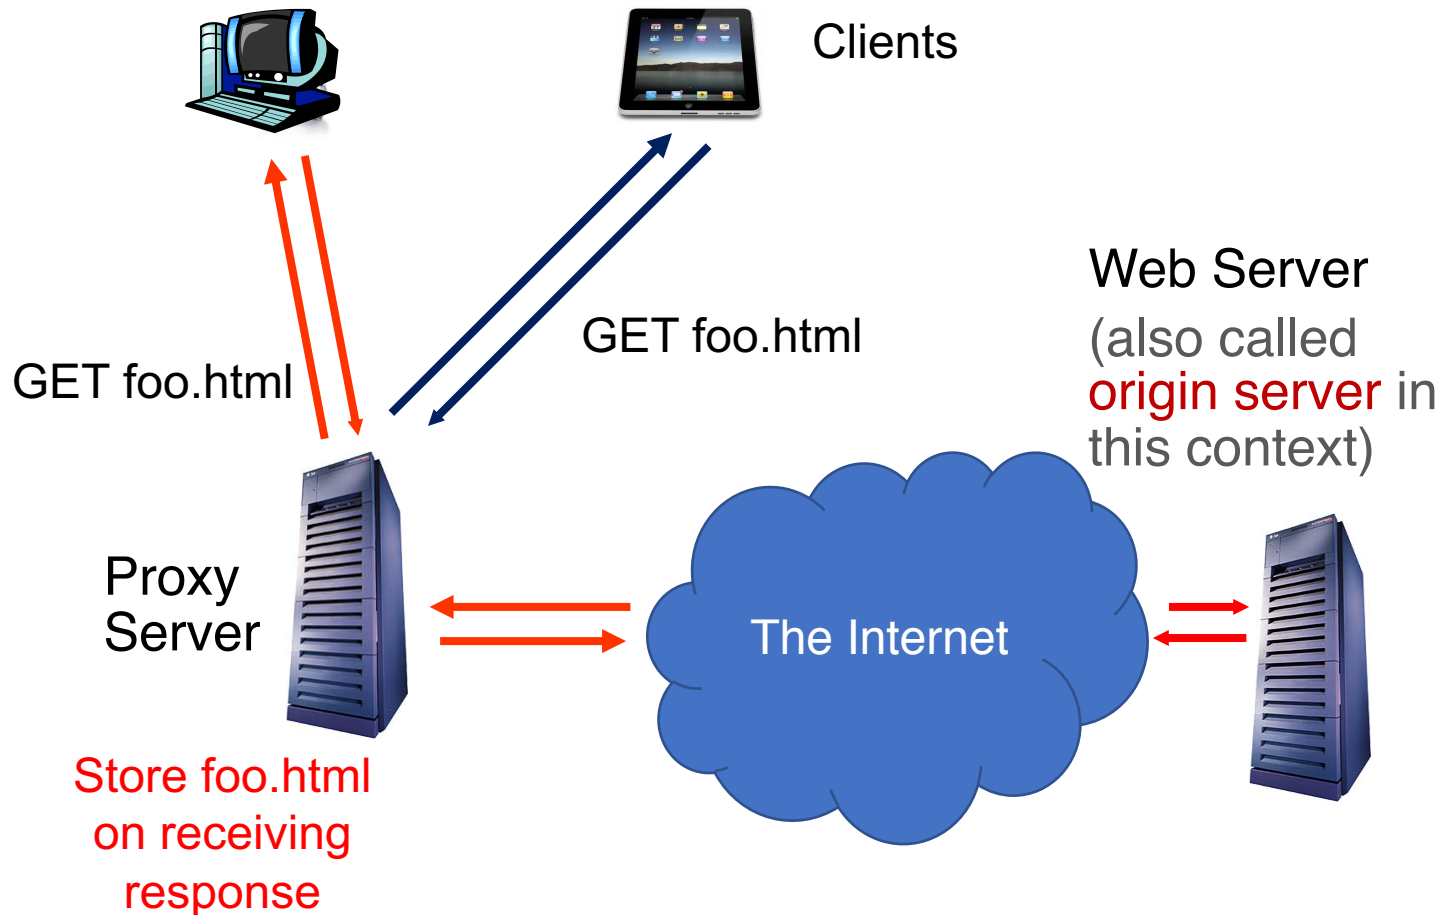 Clients
GET foo.html
GET foo.html
Web Server
(also called
origin server in
this context)
Proxy
Server
The Internet
Store foo.html
on receiving
response